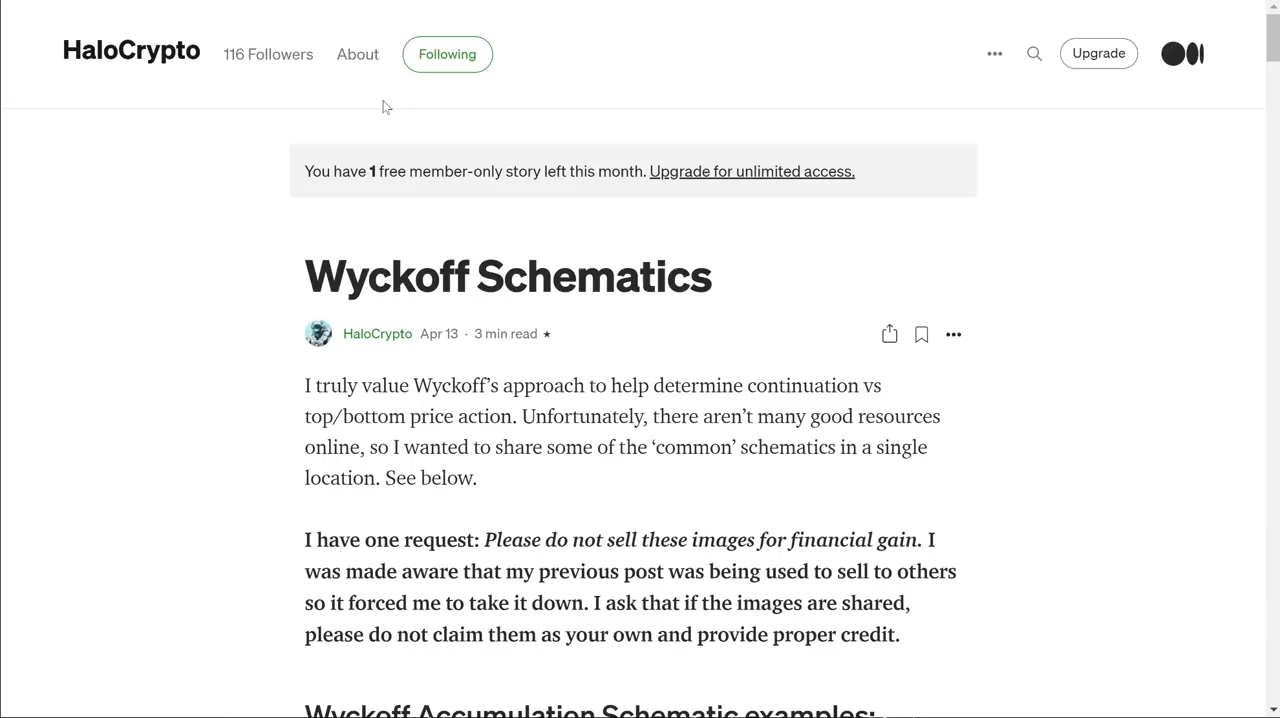 HaloCrypto 116 Followers About Following Upgrade
You have 1 free member-only story left this month. Upgrade for unlimited access.
Wyckoff Schematics
HaloCrypto Apr 13 · 3 min read ★
I truly value Wyckoff’s approach to help determine continuation vs
top/bottom price action. Unfortunately, there aren’t many good resources
online, so I wanted to share some of the ‘common’ schematics in a single
location. See below.
I have one request: Please do not sell these images for financial gain. I
was made aware that my previous post was being used to sell to others
so it forced me to take it down. I ask that if the images are shared,
please do not claim them as your own and provide proper credit.
Wyckoff Accumulation Schematic examples: